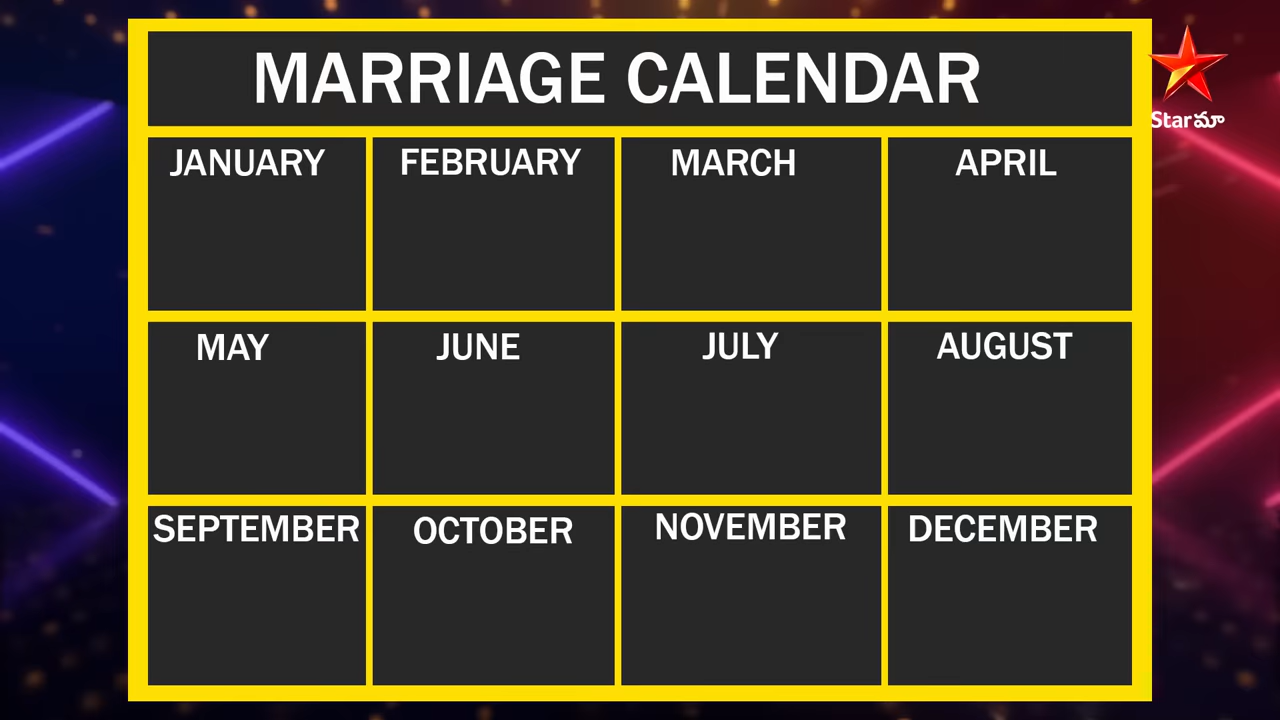 MARRIAGE CALENDAR
Starమా
JANUARY
FEBRUARY
MARCH
APRIL
MAY
JUNE
JULY
AUGUST
SEPTEMBER
OCTOBER
NOVEMBER
DECEMBER